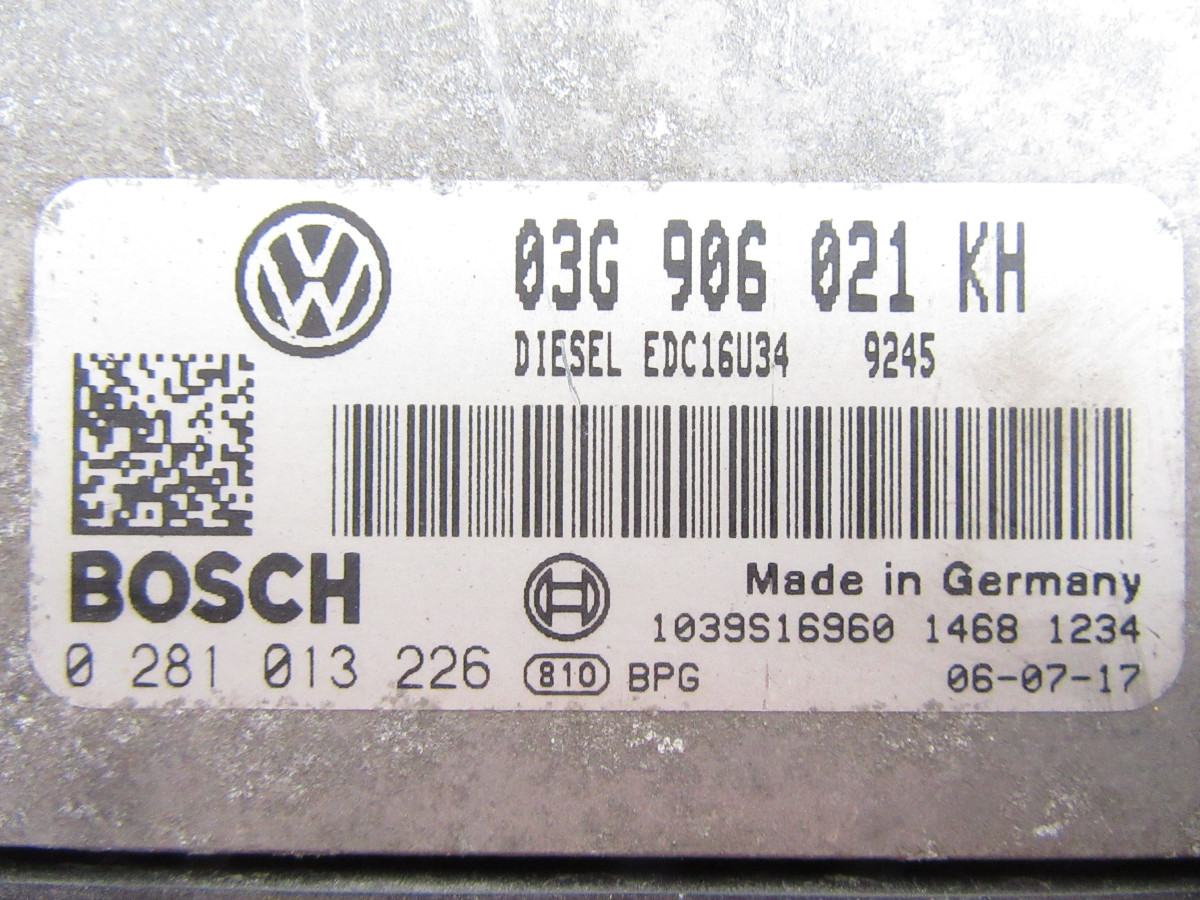 03G 906 021 KH
DIESEL EDC16U34 9245
BOSCH
Made in Germany
1039S16960 1468 1234
0 281 013 226 810 BPG 06-07-17